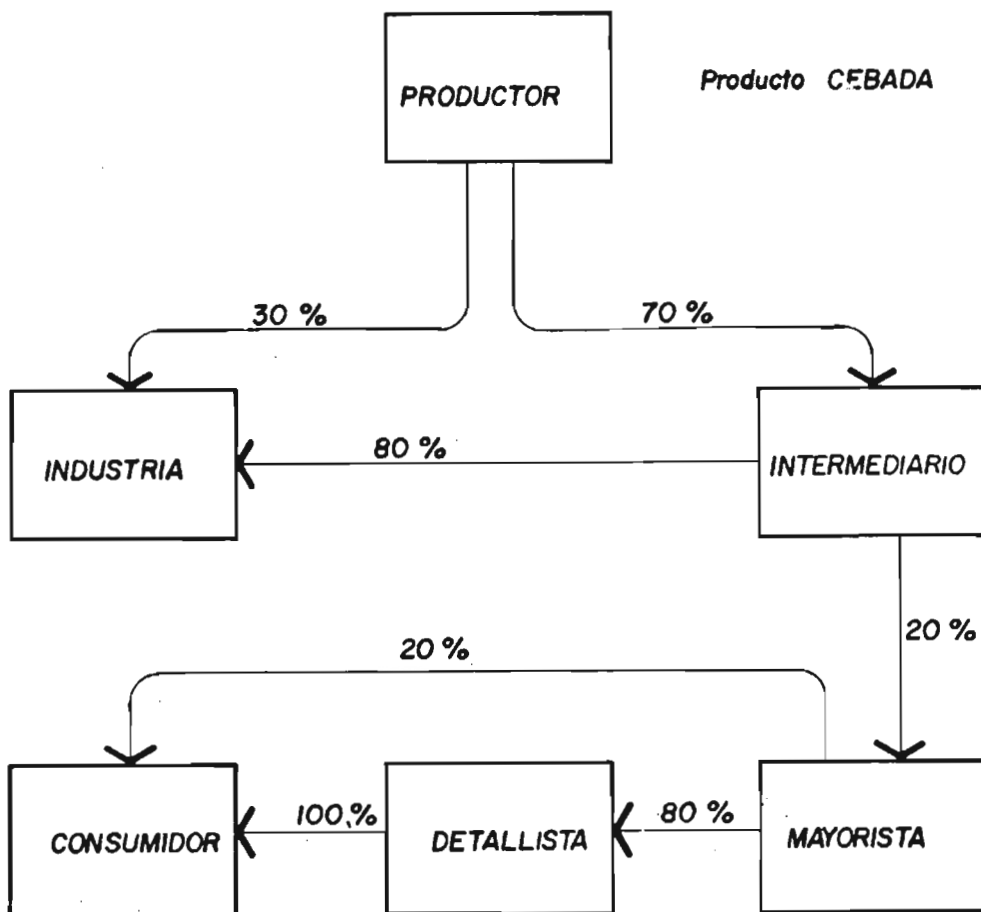 Producto CEBADA
PRODUCTOR
30 %
70 %
INDUSTRIA
80 %
INTERMEDIARIO
20 %
20 %
CONSUMIDOR
100,%
DETALLISTA
80 %
MAYORISTA